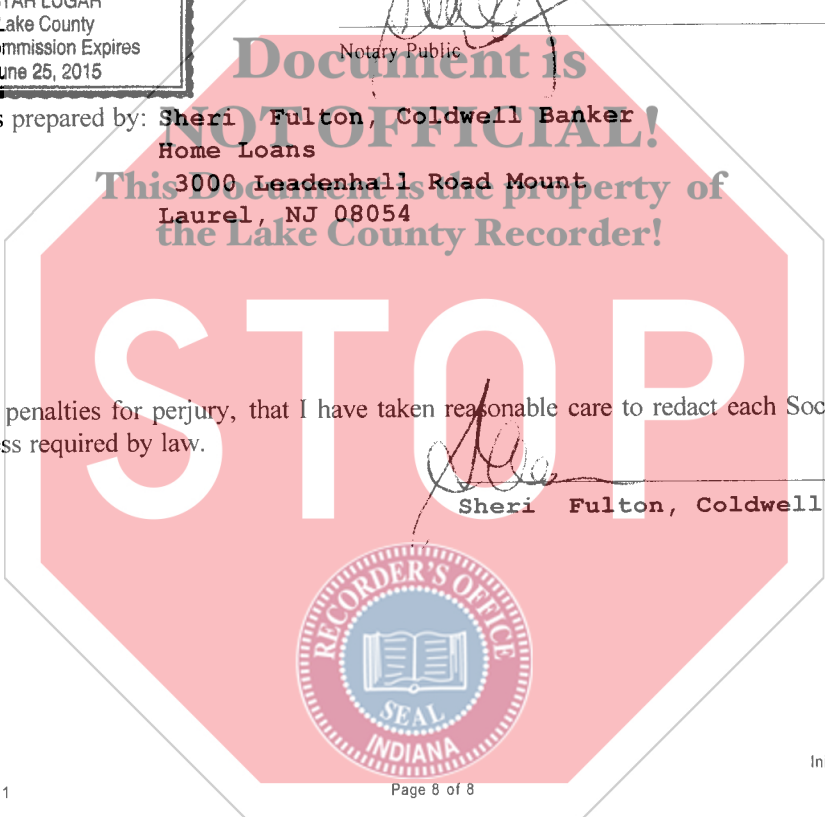 Lake County
Commission Expires
June 25, 2015
Notary Public
Document is
s prepared by: Sheri Fulton, Coldwell Banker
NOT OFFICIAL!
Home Loans
3000 Leadenhall Road Mount
This Document is the property of
Laurel, NJ 08054
the Lake County Recorder!
STOP
penalties for perjury, that I have taken reasonable care to redact each Soc
ss required by law.
Sheri Fulton, Coldwell
RECORDER'S OFFICE
SEAL
INDIANA
In
1
Page 8 of 8